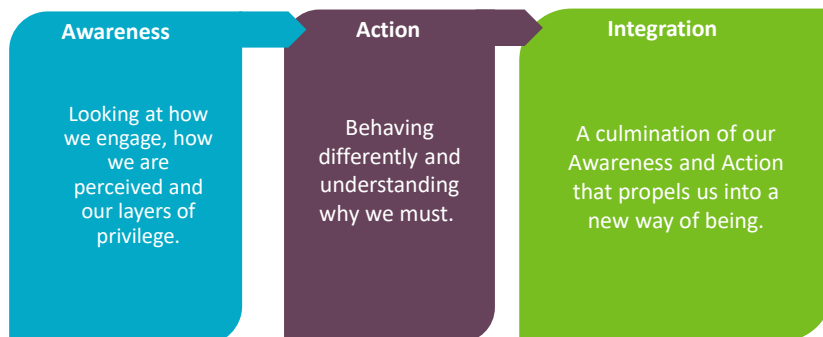 Awareness
Looking at how
we engage, how
we are
perceived and
our layers of
privilege.
Action
Behaving
differently and
understanding
why we must.
Integration
A culmination of our
Awareness and Action
that propels us into a
new way of being.